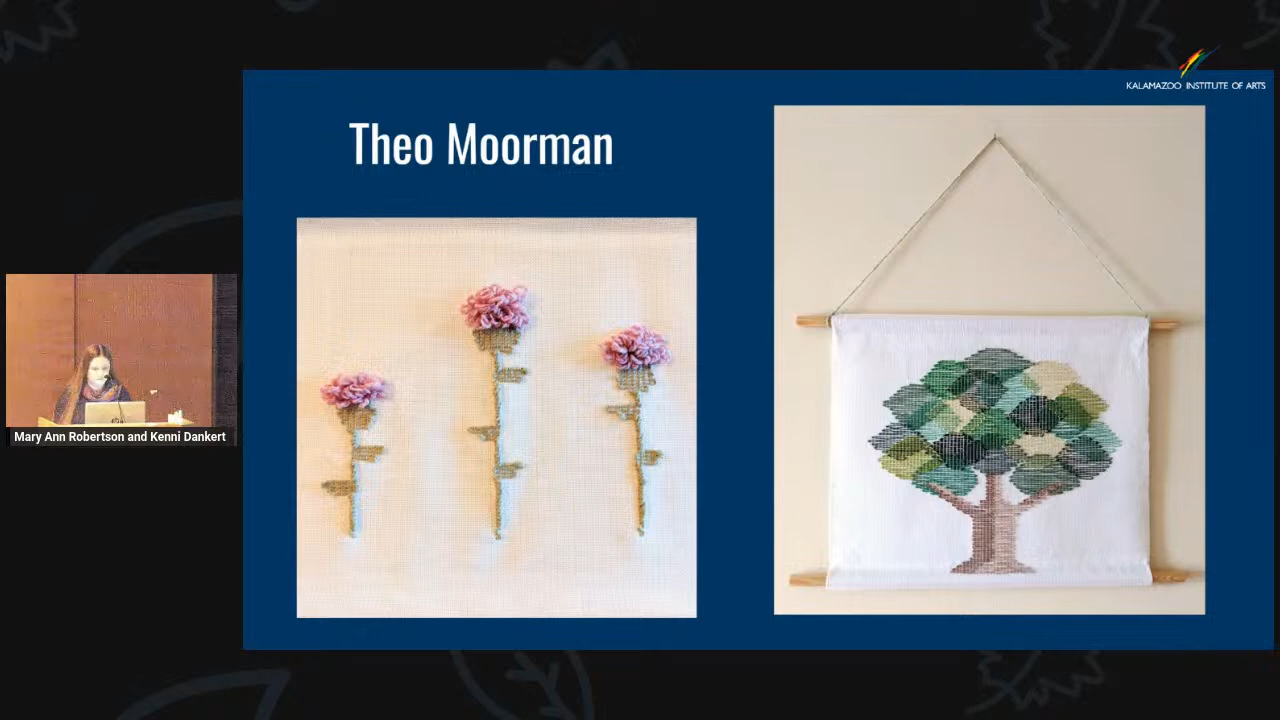 KALAMAZOO INSTITUTE OF ARTS
Theo Moorman
Mary Ann Robertson and Kenni Dankert